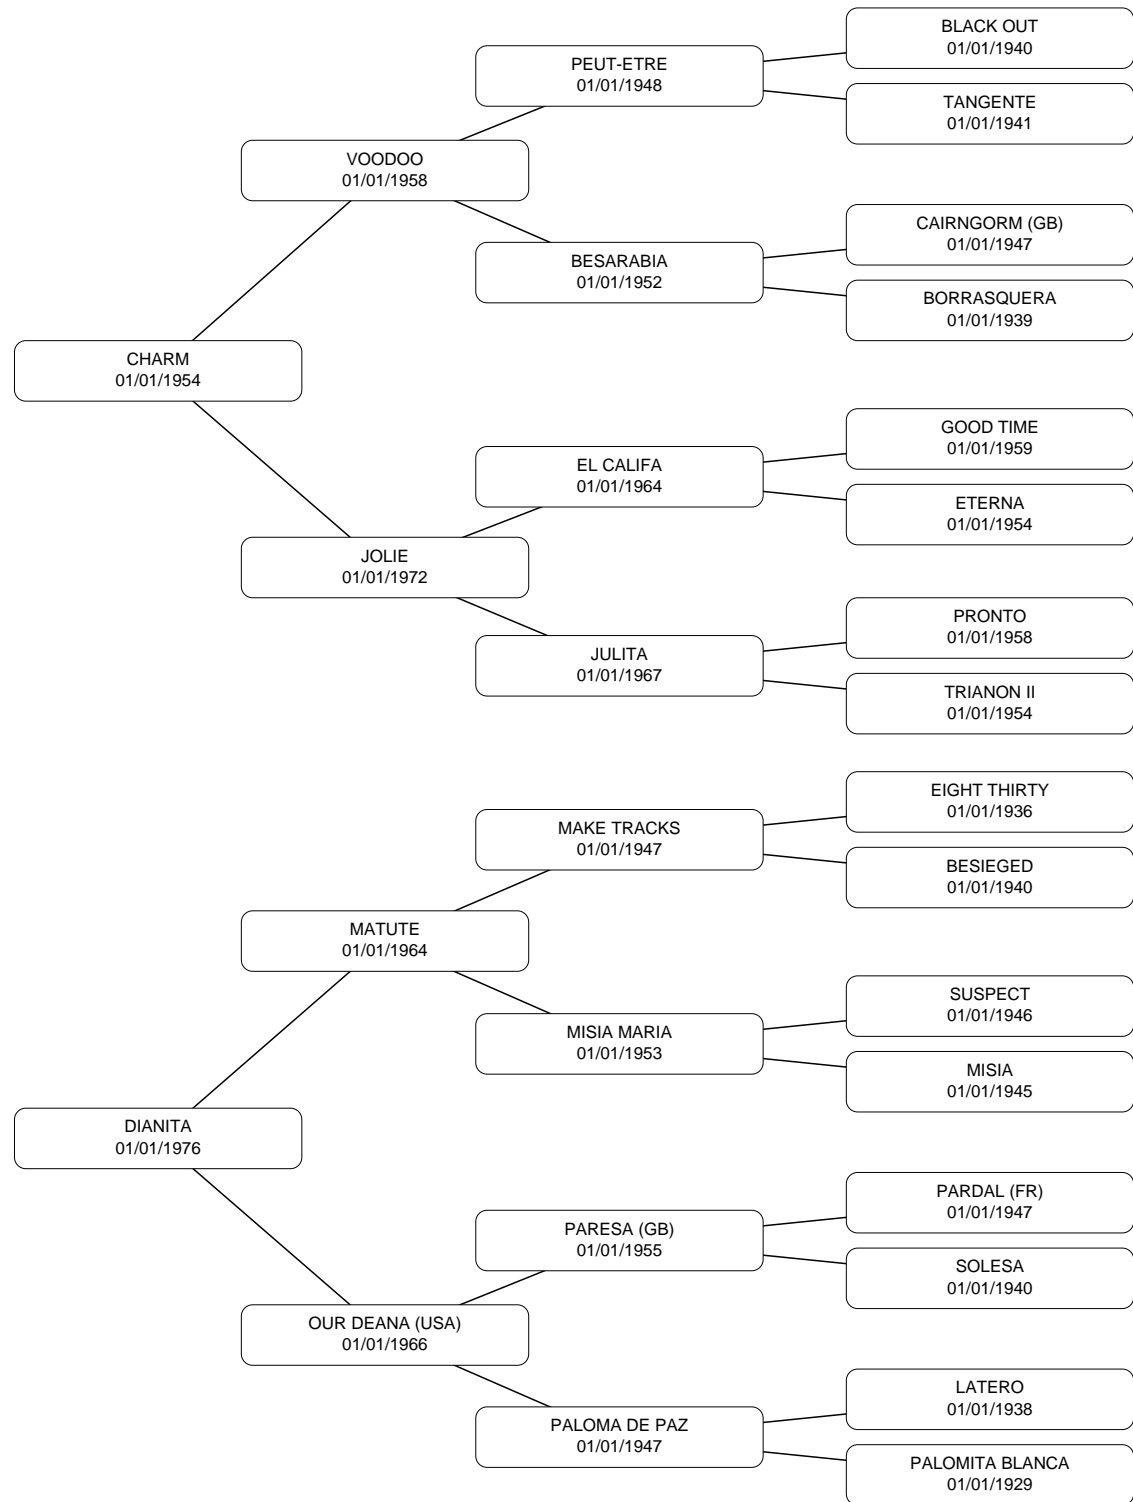 BLACK OUT
01/01/1940
PEUT-ETRE
01/01/1948
TANGENTE
01/01/1941
VOODOO
01/01/1958
CAIRNGORM (GB)
01/01/1947
BESARABIA
01/01/1952
BORRASQUERA
01/01/1939
CHARM
01/01/1954
GOOD TIME
01/01/1959
EL CALIFA
01/01/1964
ETERNA
01/01/1954
JOLIE
01/01/1972
PRONTO
01/01/1958
JULITA
01/01/1967
TRIANON II
01/01/1954
EIGHT THIRTY
01/01/1936
MAKE TRACKS
01/01/1947
BESIEGED
01/01/1940
MATUTE
01/01/1964
SUSPECT
01/01/1946
MISIA MARIA
01/01/1953
MISIA
01/01/1945
DIANITA
01/01/1976
PARDAL (FR)
01/01/1947
PARESA (GB)
01/01/1955
SOLESA
01/01/1940
OUR DEANA (USA)
01/01/1966
LATERO
01/01/1938
PALOMA DE PAZ
01/01/1947
PALOMITA BLANCA
01/01/1929